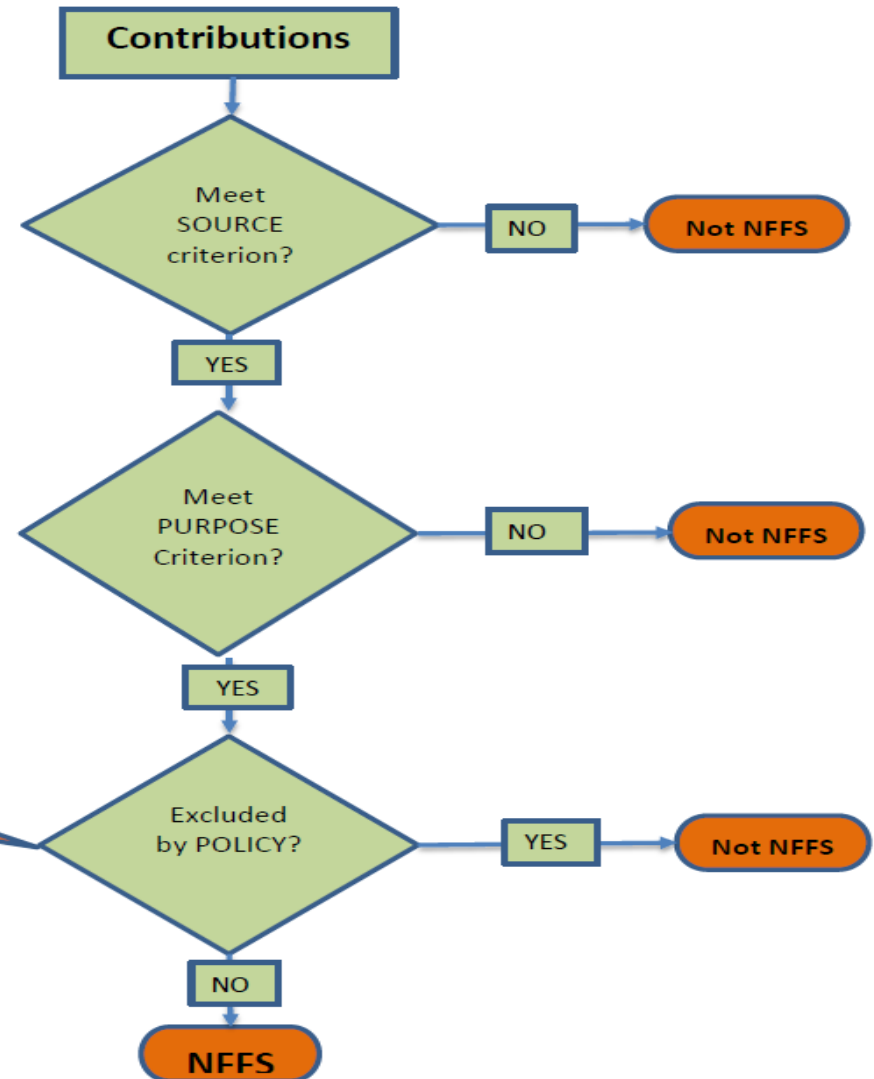 Contributions
Meet
SOURCE
criterion?
NO
Not NFFS
YES
Meet
PURPOSE
Criterion?
NO
Not NFFS
YES
Excluded
by POLICY?
YES
Not NFFS
NO
NFFS